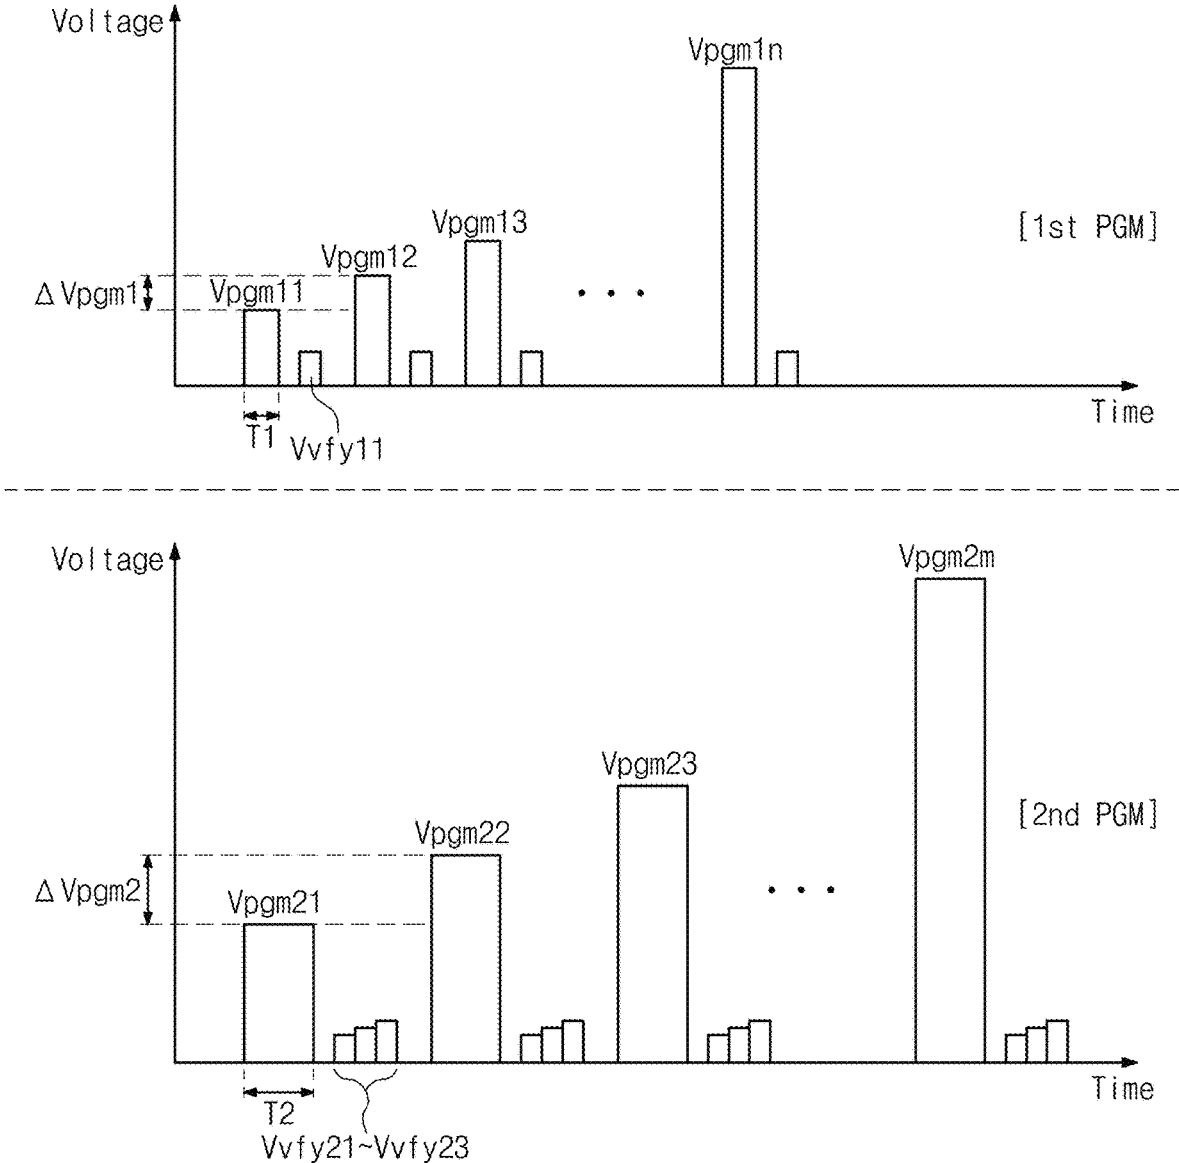 Voltage
Vpgm1n
Vpgm13
[1st PGM]
Vpgm12
ΔVpgm1
Vpgm11
• • •
Time
T1
Vvfy11
Voltage
Vpgm2m
Vpgm23
[2nd PGM]
Vpgm22
ΔVpgm2
Vpgm21
• • •
Time
T2
Vvfy21~Vvfy23